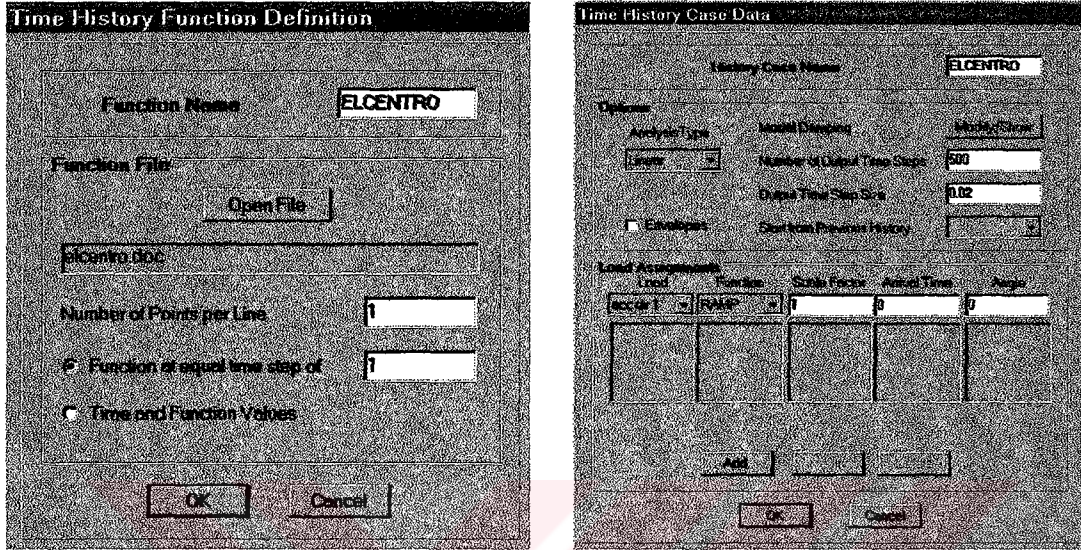 Time History Function Definition
Function Name
ELCENTRO
Function File
Open File
elcentro.doc
Number of Points per Line
1
Function at equal time step of
1
Time and Function Values
OK
Cancel
Time History Case Data
History Case Name
ELCENTRO
Options
Analysis Type
Linear
Modal Damping
Modify/Show
Number of Output Time Steps
500
Output Time Step Size
0.02
Envelopes
Start from Previous History
Load Assignments
Load
Function
Scale Factor
Arrival Time
Angle
acc dir 1
RAMP
1
0
0
Add
OK
Cancel